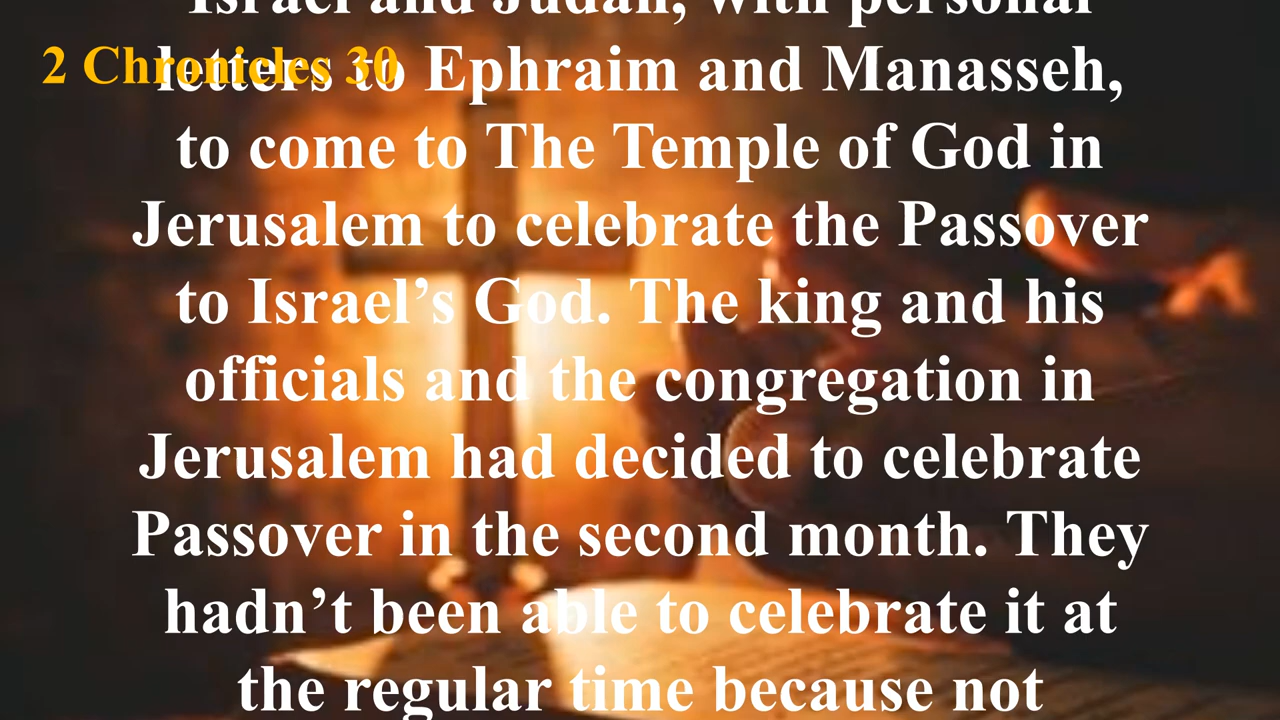 Israel and Judah, with personal
2 Chronicles 30
letters to Ephraim and Manasseh,
to come to The Temple of God in
Jerusalem to celebrate the Passover
to Israel’s God. The king and his
officials and the congregation in
Jerusalem had decided to celebrate
Passover in the second month. They
hadn’t been able to celebrate it at
the regular time because not